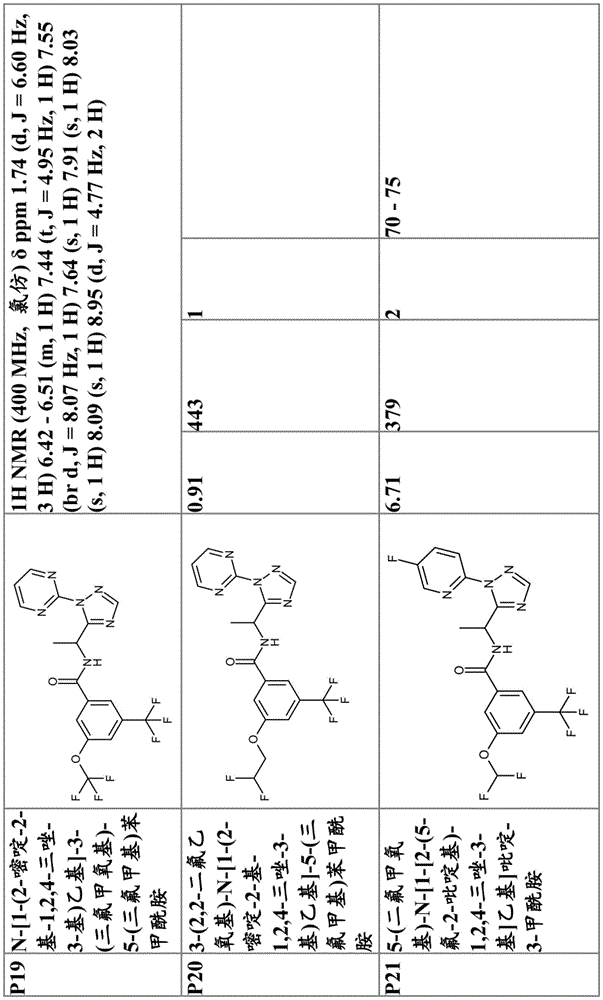 P19
N-[1-(2-嘧啶-2-
基-1,2,4-三唑-
3-基)乙基]-3-
(三氟甲氧基)-
5-(三氟甲基)苯
甲酰胺
N
N
N
N
N
O
N
H
O
F
F
F
F
F
F
1H NMR (400 MHz, 氯仿) δ ppm 1.74 (d, J = 6.60 Hz,
3 H) 6.42 - 6.51 (m, 1 H) 7.44 (t, J = 4.95 Hz, 1 H) 7.55
(br d, J = 8.07 Hz, 1 H) 7.64 (s, 1 H) 7.91 (s, 1 H) 8.03
(s, 1 H) 8.09 (s, 1 H) 8.95 (d, J = 4.77 Hz, 2 H)
P20
3-(2,2-二氟乙
氧基)-N-[1-(2-
嘧啶-2-基-
1,2,4-三唑-3-
基)乙基]-5-(三
氟甲基)苯甲酰
胺
N
N
N
N
N
O
N
H
O
F
F
F
F
F
0.91
443
1
P21
5-(二氟甲氧
基)-N-[1-[2-(5-
氟-2-吡啶基)-
1,2,4-三唑-3-
基]乙基]吡啶-
3-甲酰胺
F
N
N
N
N
O
N
H
O
F
F
F
F
F
6.71
379
2
70 - 75